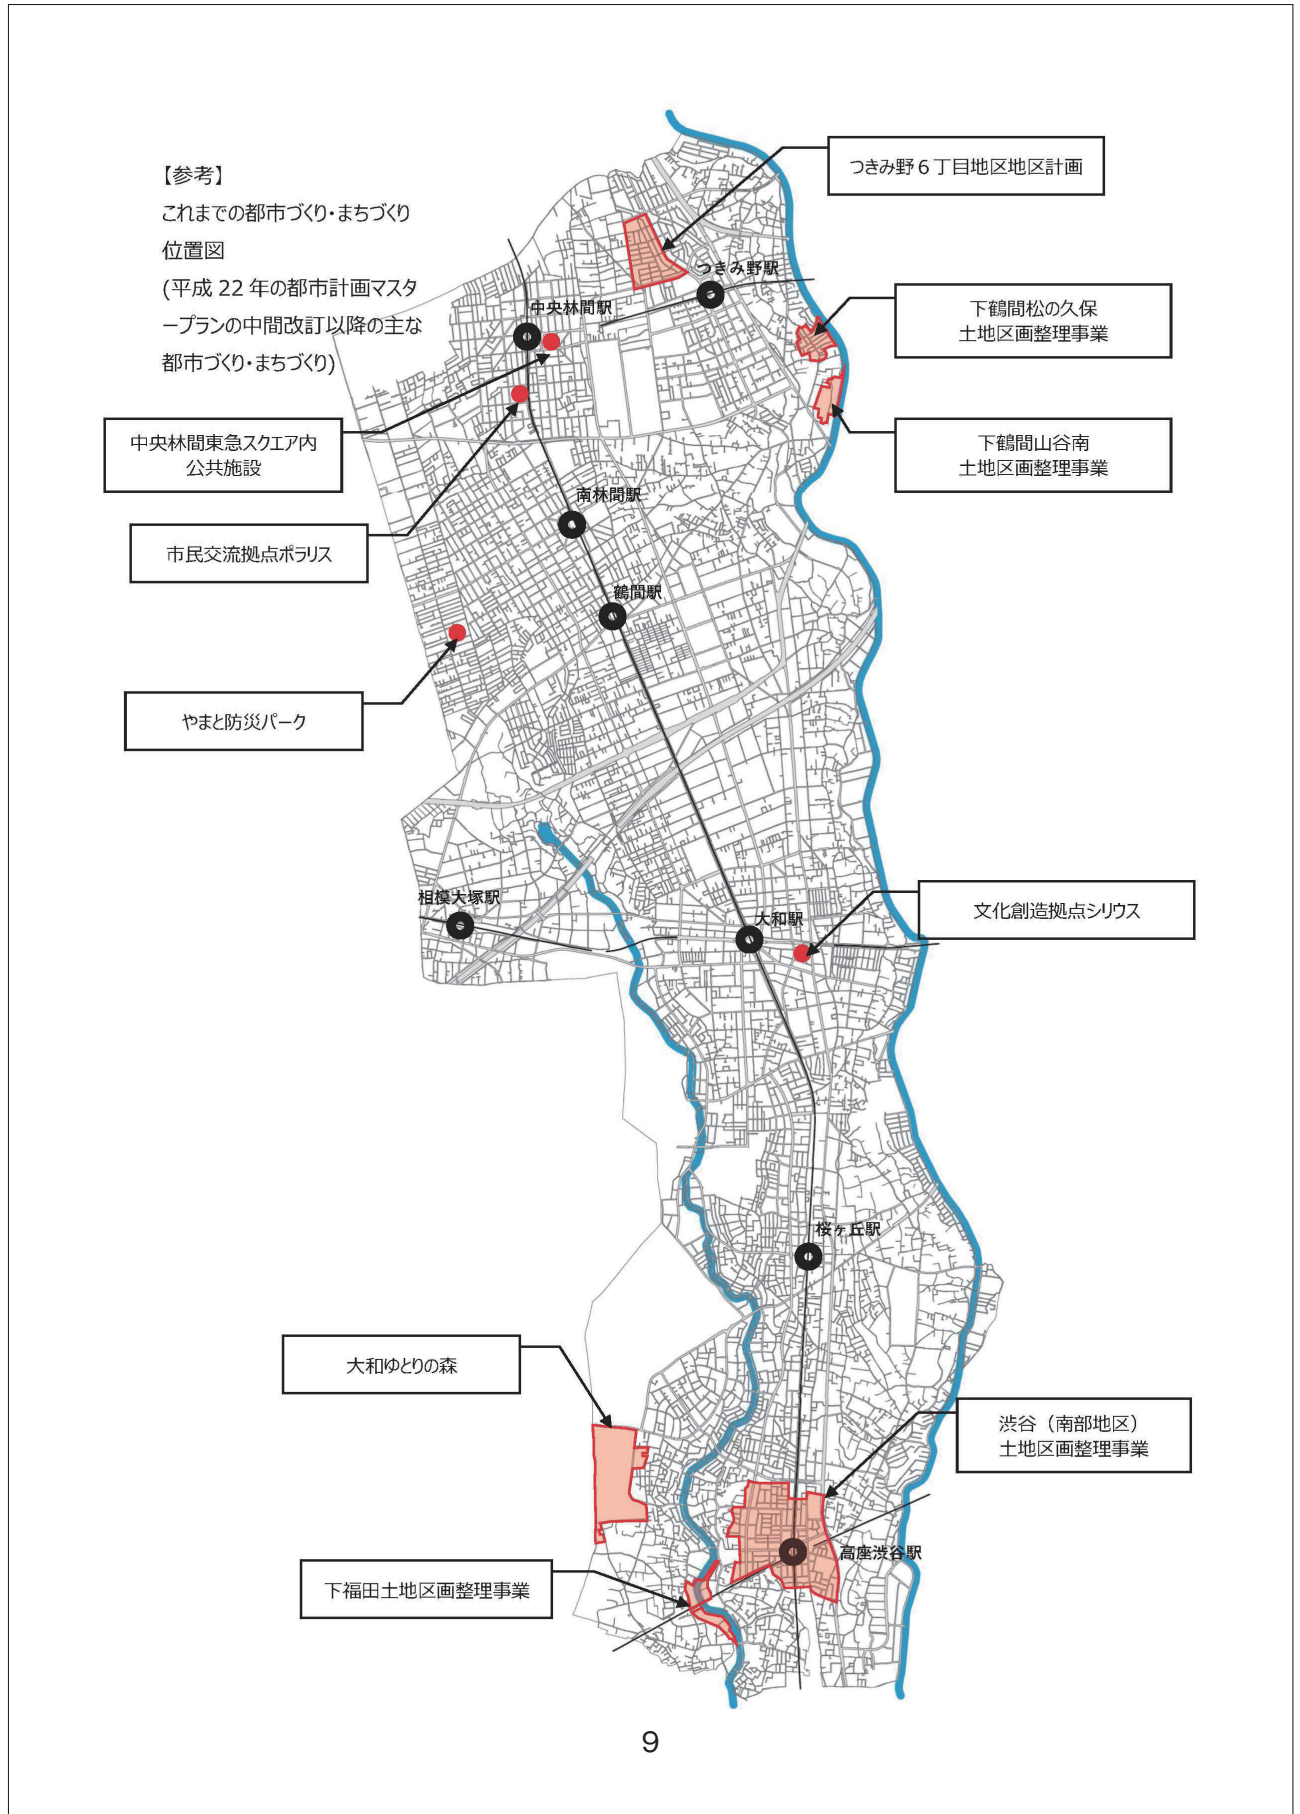 【参考】
これまでの都市づくり・まちづくり
位置図
(平成 22 年の都市計画マスタ
ープランの中間改訂以降の主な
都市づくり・まちづくり)
つきみ野６丁目地区地区計画
つきみ野駅
中央林間駅
下鶴間松の久保
土地区画整理事業
下鶴間山谷南
土地区画整理事業
中央林間東急スクエア内
公共施設
南林間駅
市民交流拠点ポラリス
鶴間駅
やまと防災パーク
相模大塚駅
大和駅
文化創造拠点シリウス
桜ヶ丘駅
大和ゆとりの森
渋谷（南部地区）
土地区画整理事業
高座渋谷駅
下福田土地区画整理事業
9